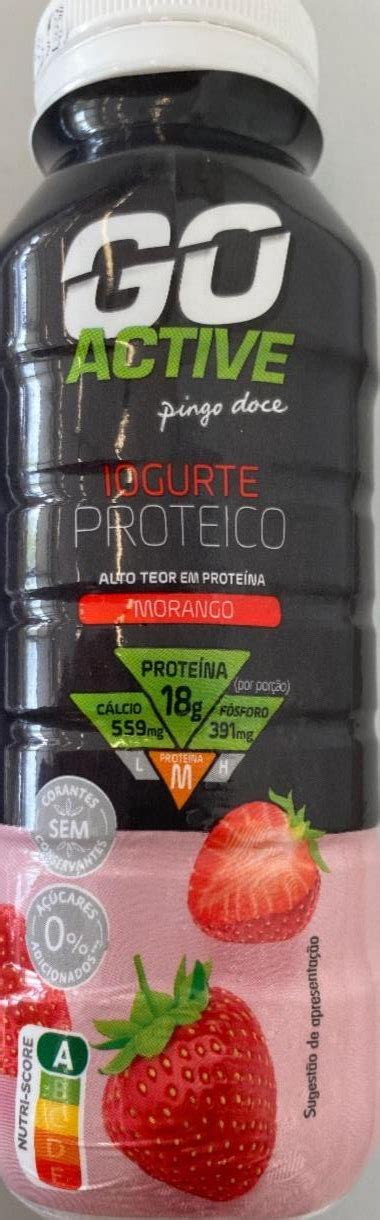 GO
ACTIVE
pingo doce
IOGURTE
PROTEICO
ALTO TEOR EM PROTEÍNA
MORANGO
PROTEÍNA
18g
(por porção)
CÁLCIO
559mg
FÓSFORO
391mg
L
PROTEÍNA
M
H
CORANTES
SEM
CONSERVANTES
AÇÚCARES
0%
ADICIONADOS
Sugestão de apresentação
NUTRI-SCORE
A
B
C
D
E